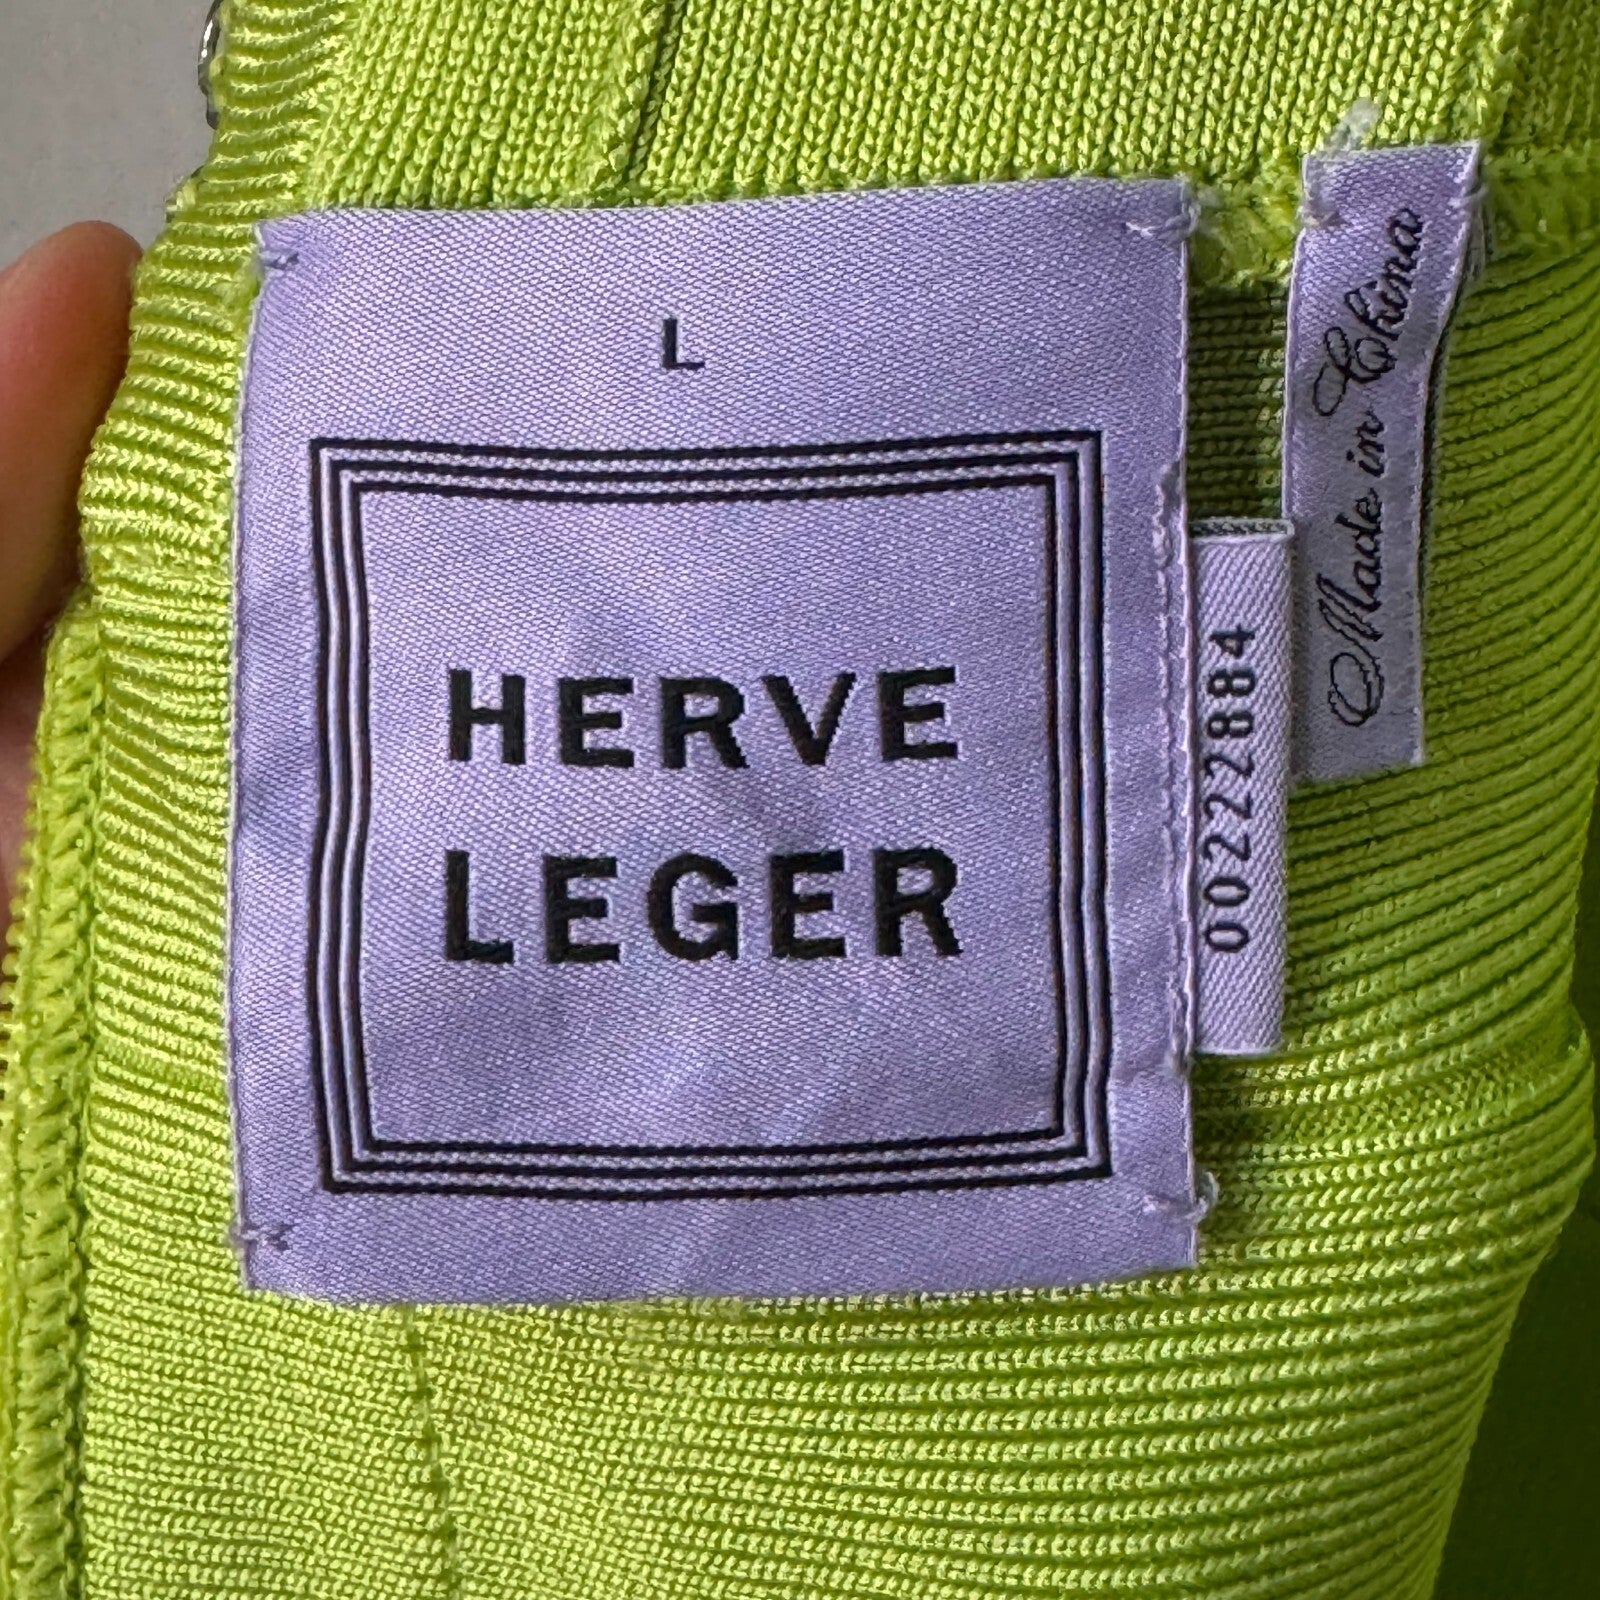 L
HERVE
LEGER
00222884
Made in China